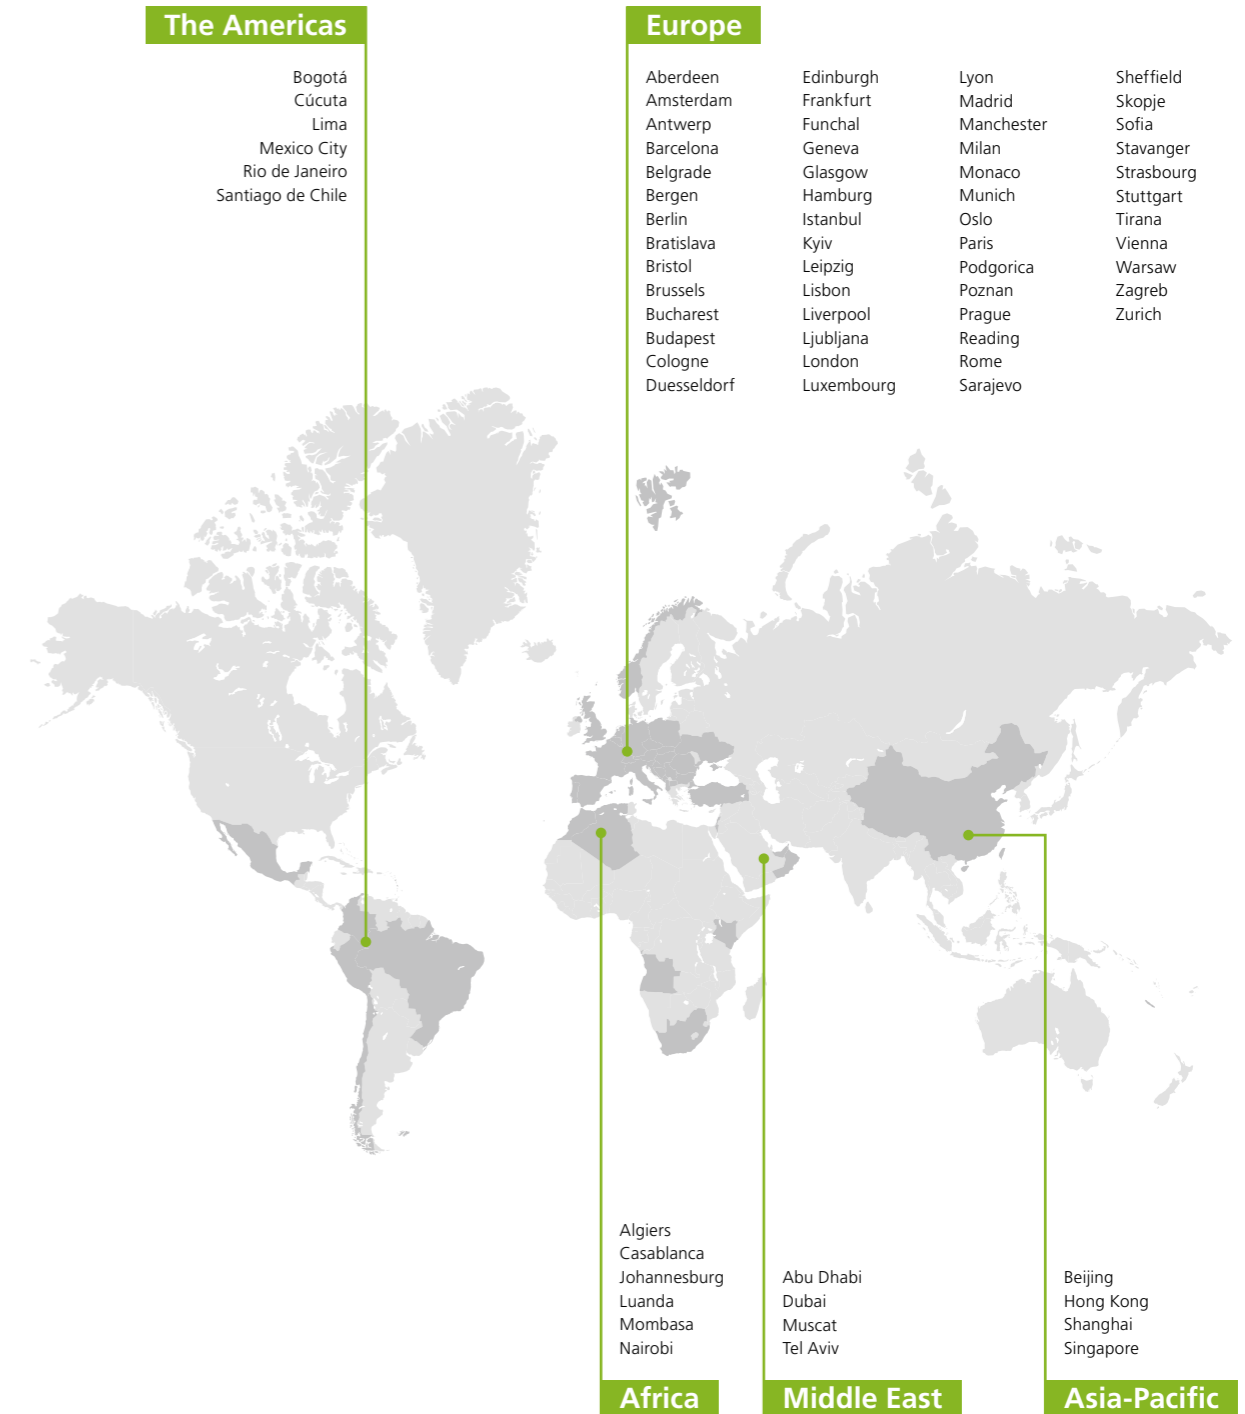 The Americas
Bogotá
Cúcuta
Lima
Mexico City
Rio de Janeiro
Santiago de Chile
Europe
Aberdeen
Amsterdam
Antwerp
Barcelona
Belgrade
Bergen
Berlin
Bratislava
Bristol
Brussels
Bucharest
Budapest
Cologne
Duesseldorf
Edinburgh
Frankfurt
Funchal
Geneva
Glasgow
Hamburg
Istanbul
Kyiv
Leipzig
Lisbon
Liverpool
Ljubljana
London
Luxembourg
Lyon
Madrid
Manchester
Milan
Monaco
Munich
Oslo
Paris
Podgorica
Poznan
Prague
Reading
Rome
Sarajevo
Sheffield
Skopje
Sofia
Stavanger
Strasbourg
Stuttgart
Tirana
Vienna
Warsaw
Zagreb
Zurich
Algiers
Casablanca
Johannesburg
Luanda
Mombasa
Nairobi
Africa
Abu Dhabi
Dubai
Muscat
Tel Aviv
Middle East
Beijing
Hong Kong
Shanghai
Singapore
Asia-Pacific